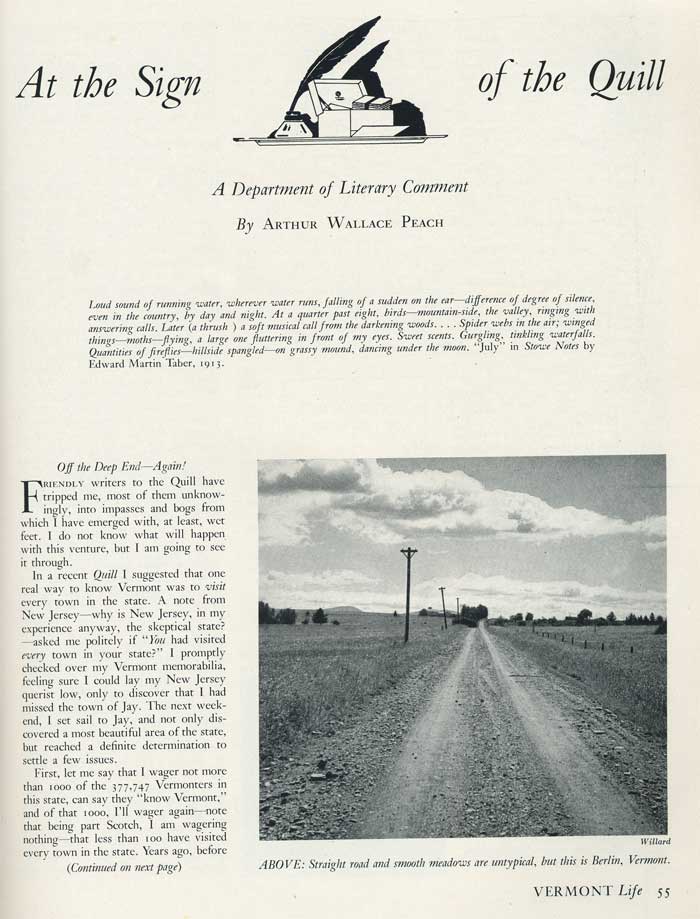 At the Sign of the Quill
A Department of Literary Comment
By ARTHUR WALLACE PEACH
Loud sound of running water, wherever water runs, falling of a sudden on the ear—difference of degree of silence,
even in the country, by day and night. At a quarter past eight, birds—mountain-side, the valley, ringing with
answering calls. Later (a thrush ) a soft musical call from the darkening woods. . . . Spider webs in the air; winged
things—moths—flying, a large one fluttering in front of my eyes. Sweet scents. Gurgling, tinkling waterfalls.
Quantities of fireflies—hillside spangled—on grassy mound, dancing under the moon. "July" in Stowe Notes by
Edward Martin Taber, 1913.
Off the Deep End—Again!
FRIENDLY writers to the Quill have
tripped me, most of them unknow-
ingly, into impasses and bogs from
which I have emerged with, at least, wet
feet. I do not know what will happen
with this venture, but I am going to see
it through.
In a recent Quill I suggested that one
real way to know Vermont was to visit
every town in the state. A note from
New Jersey—why is New Jersey, in my
experience anyway, the skeptical state?
—asked me politely if "You had visited
every town in your state?" I promptly
checked over my Vermont memorabilia,
feeling sure I could lay my New Jersey
querist low, only to discover that I had
missed the town of Jay. The next week-
end, I set sail to Jay, and not only dis-
covered a most beautiful area of the state,
but reached a definite determination to
settle a few issues.
First, let me say that I wager not more
than 1000 of the 377,747 Vermonters in
this state, can say they "know Vermont,"
and of that 1000, I'll wager again—note
that being part Scotch, I am wagering
nothing—that less than 100 have visited
every town in the state. Years ago, before
(Continued on next page)
Willard
ABOVE: Straight road and smooth meadows are untypical, but this is Berlin, Vermont.
VERMONT Life 55